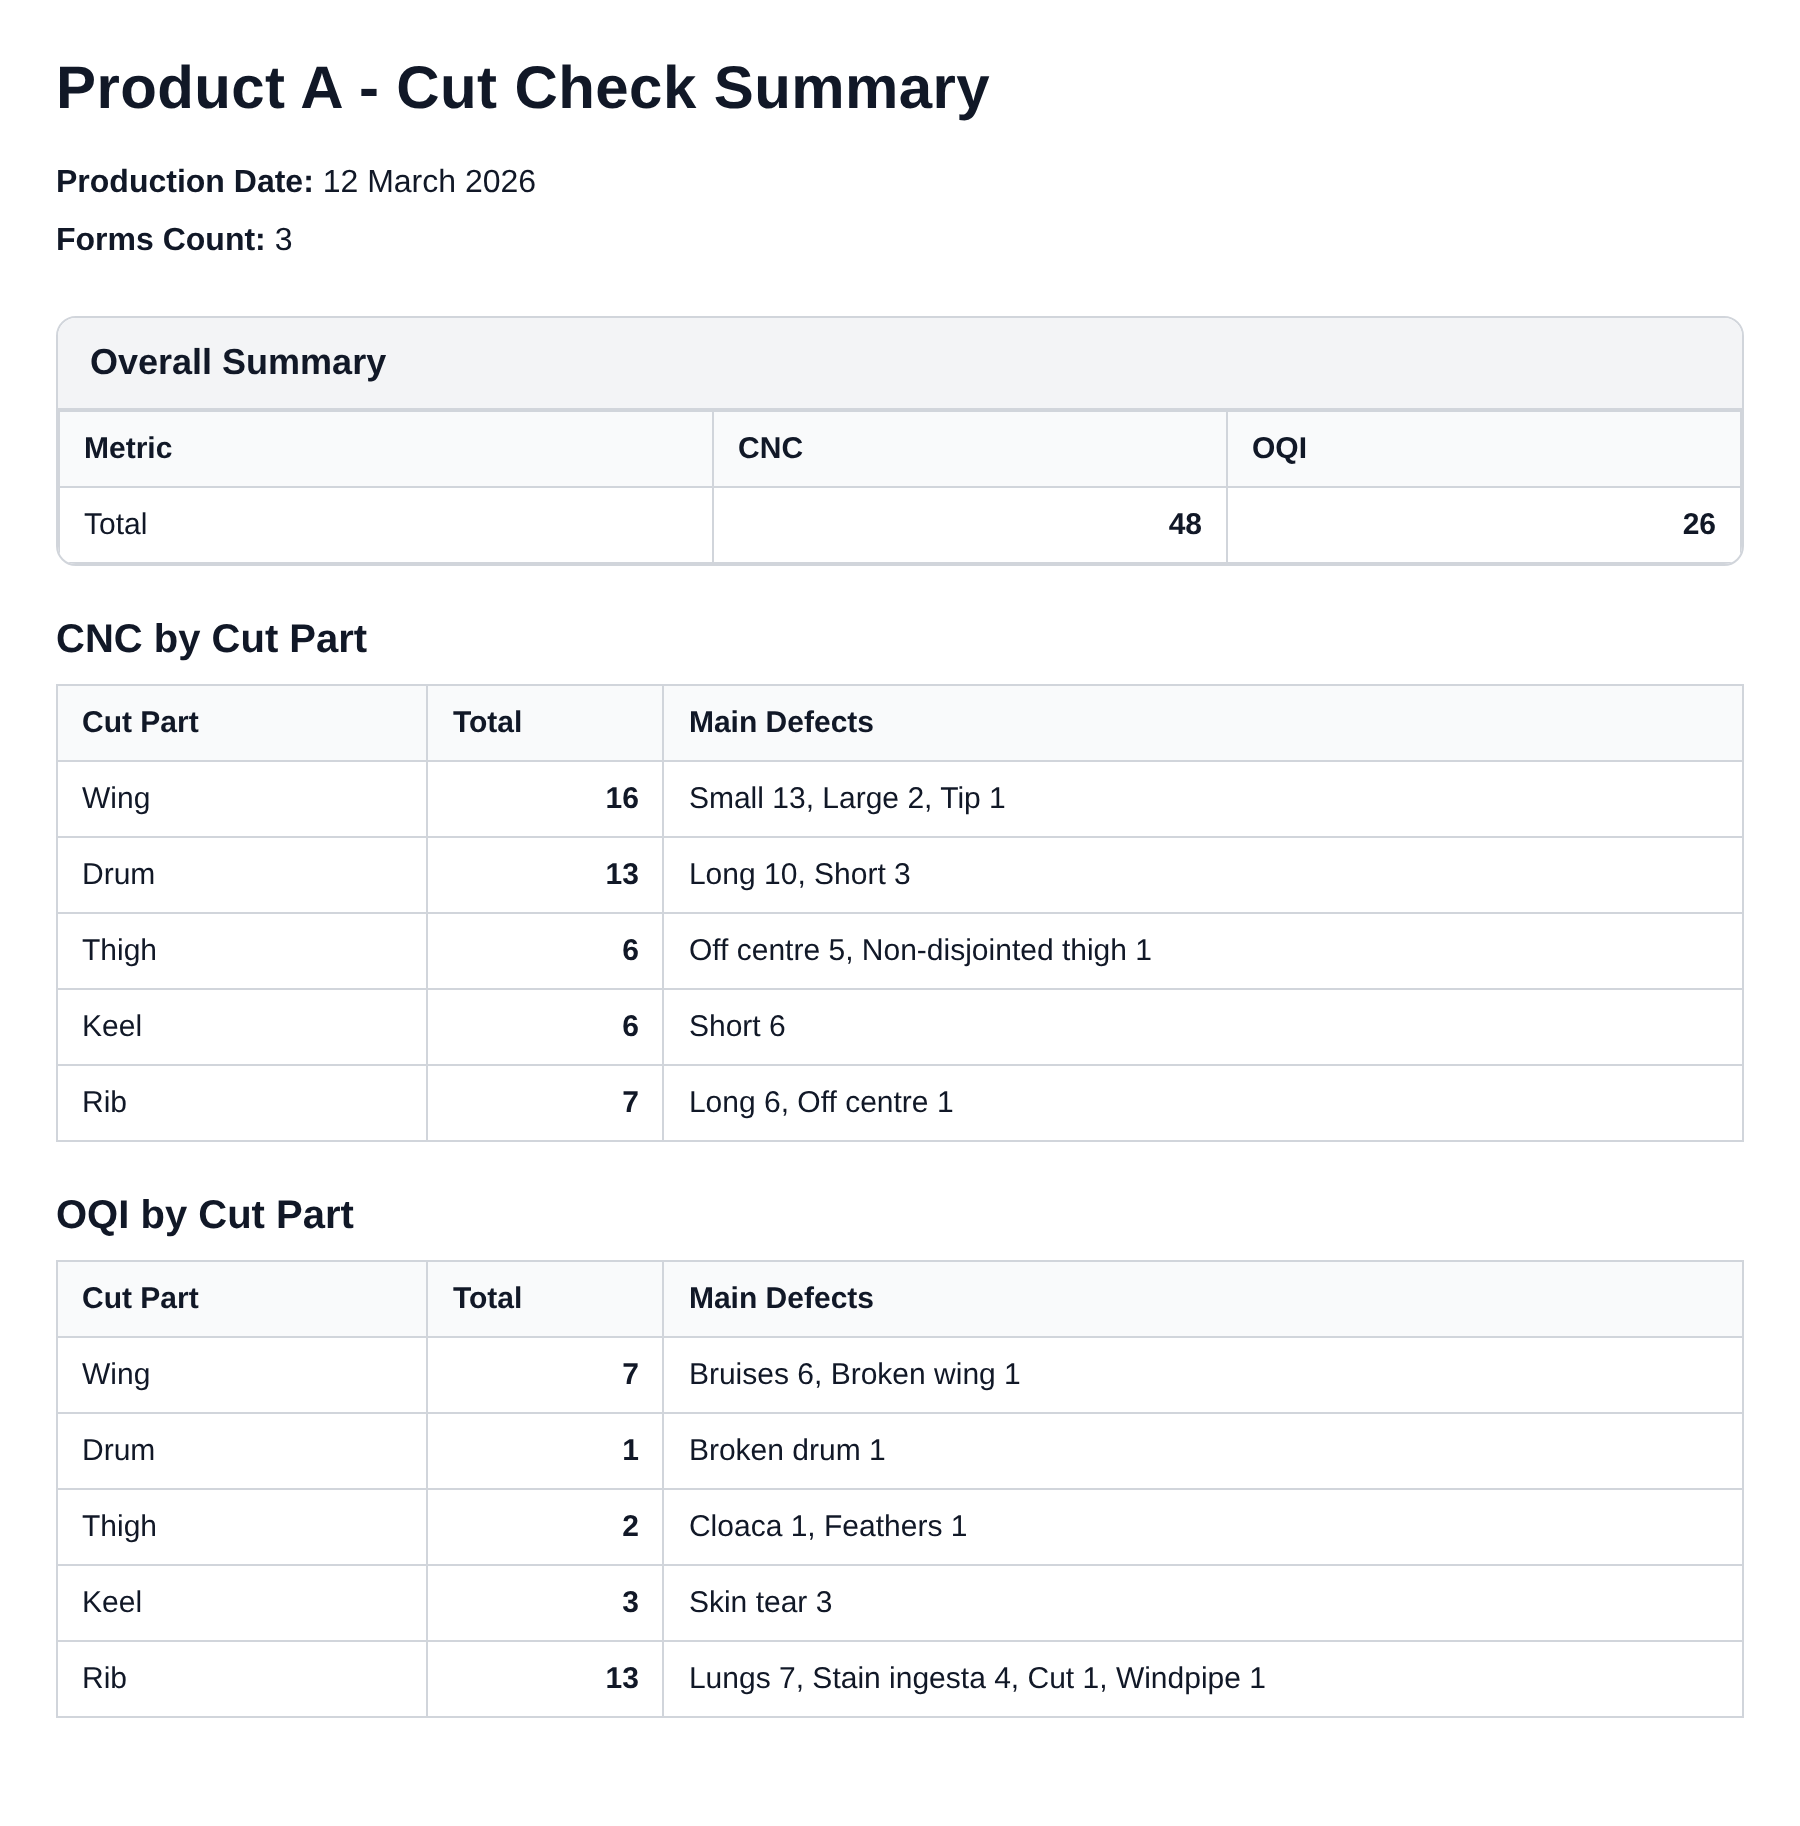 Product A - Cut Check Summary
Production Date: 12 March 2026
Forms Count: 3
Overall Summary
Metric CNC OQI
Total 48 26
CNC by Cut Part
Cut Part Total Main Defects
Wing 16 Small 13, Large 2, Tip 1
Drum 13 Long 10, Short 3
Thigh 6 Off centre 5, Non-disjointed thigh 1
Keel 6 Short 6
Rib 7 Long 6, Off centre 1
OQI by Cut Part
Cut Part Total Main Defects
Wing 7 Bruises 6, Broken wing 1
Drum 1 Broken drum 1
Thigh 2 Cloaca 1, Feathers 1
Keel 3 Skin tear 3
Rib 13 Lungs 7, Stain ingesta 4, Cut 1, Windpipe 1